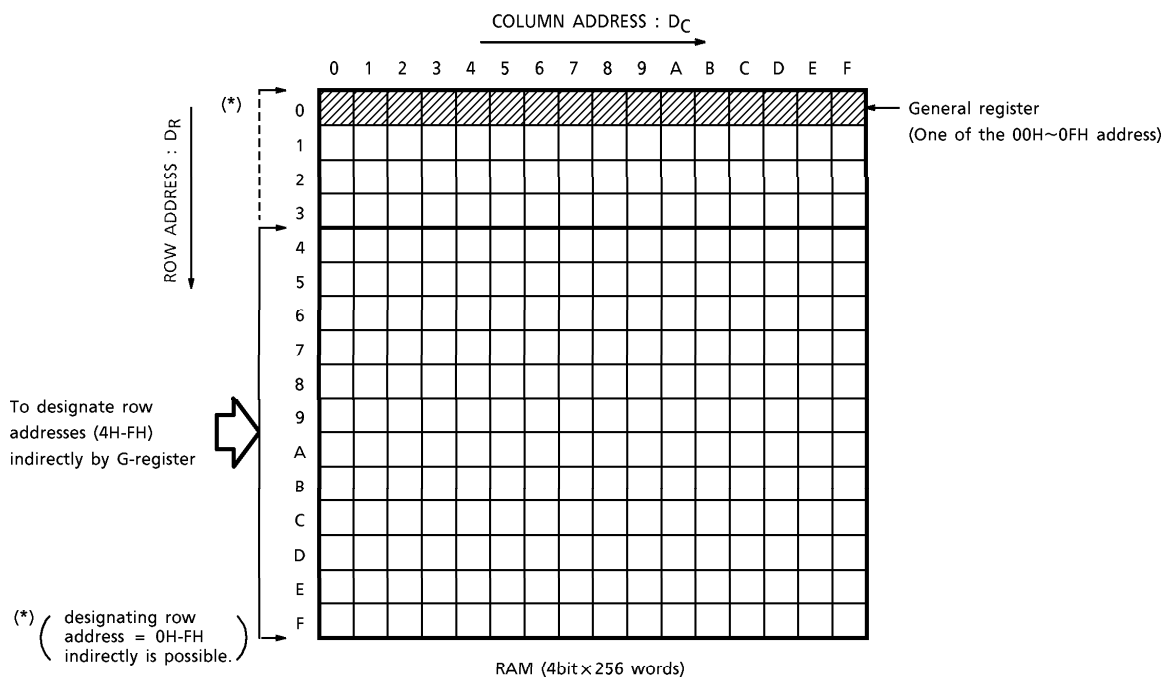 COLUMN ADDRESS : DC
0 1 2 3 4 5 6 7 8 9 A B C D E F
(*)
ROW ADDRESS : DR
0
1
2
3
4
5
6
7
8
9
A
B
C
D
E
F
General register
(One of the 00H~0FH address)
To designate row
addresses (4H-FH)
indirectly by G-register
(*) ( designating row
address = 0H-FH
indirectly is possible. )
RAM (4bit×256 words)